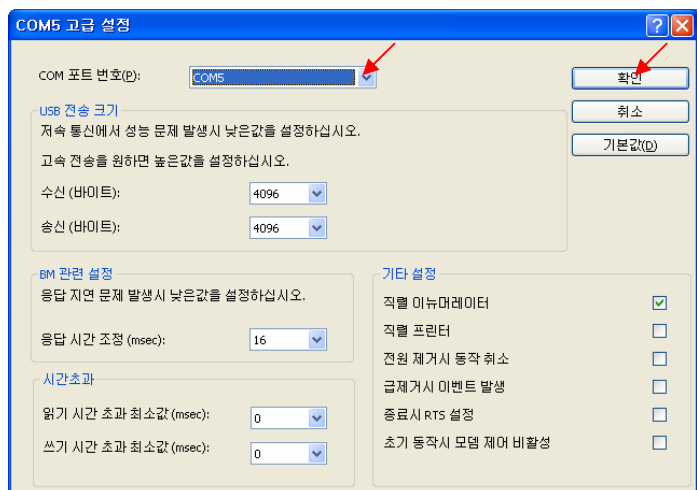 COM5 고급 설정
COM 포트 번호(P):
COM5
확인
취소
기본값(D)
USB 전송 크기
저속 통신에서 성능 문제 발생시 낮은값을 설정하십시오.
고속 전송을 원하면 높은값을 설정하십시오.
수신 (바이트):
4096
송신 (바이트):
4096
BM 관련 설정
응답 지연 문제 발생시 낮은값을 설정하십시오.
응답 시간 조정 (msec):
16
시간초과
읽기 시간 초과 최소값 (msec):
0
쓰기 시간 초과 최소값 (msec):
0
기타 설정
직렬 이뉴머레이터
직렬 프린터
전원 제거시 동작 취소
급제거시 이벤트 발생
종료시 RTS 설정
초기 동작시 모뎀 제어 비활성